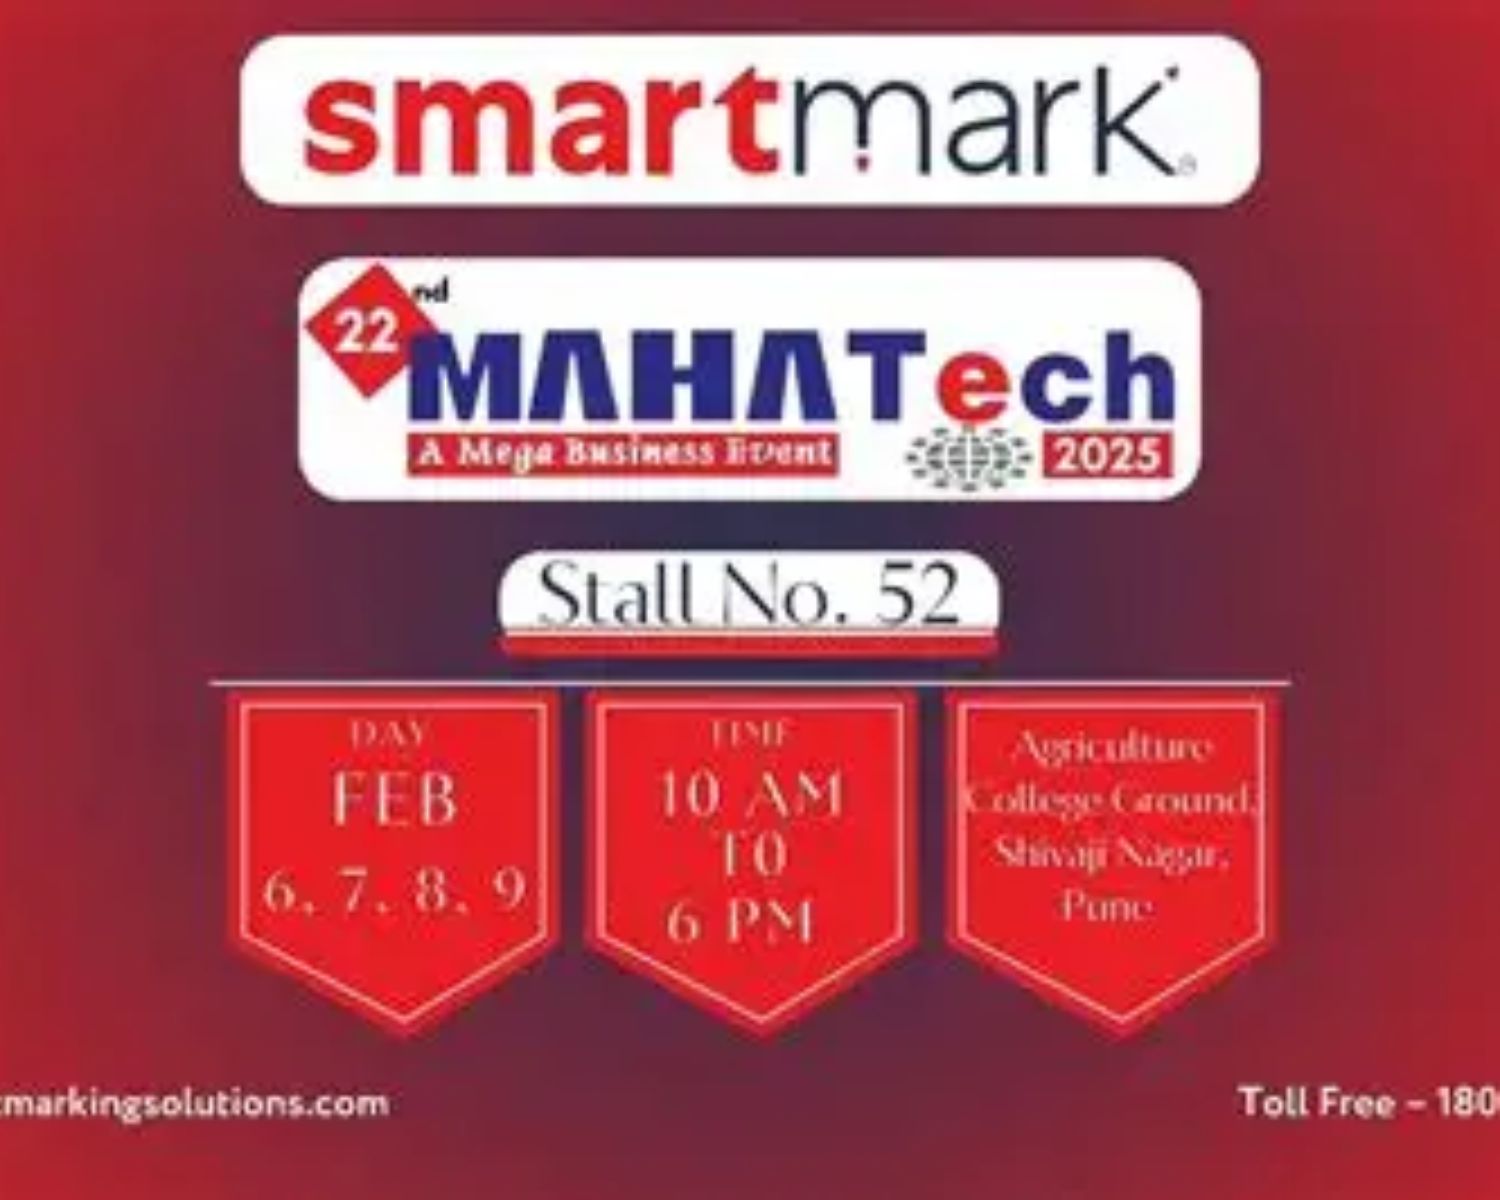 smartmark
22nd
MAHATech
A Mega Business Event
2025
Stall No. 52
DAY
FEB
6, 7, 8, 9
TIME
10 AM
TO
6 PM
Agriculture
College Ground,
Shivaji Nagar,
Pune
tmarkingsolutions.com
Toll Free – 180